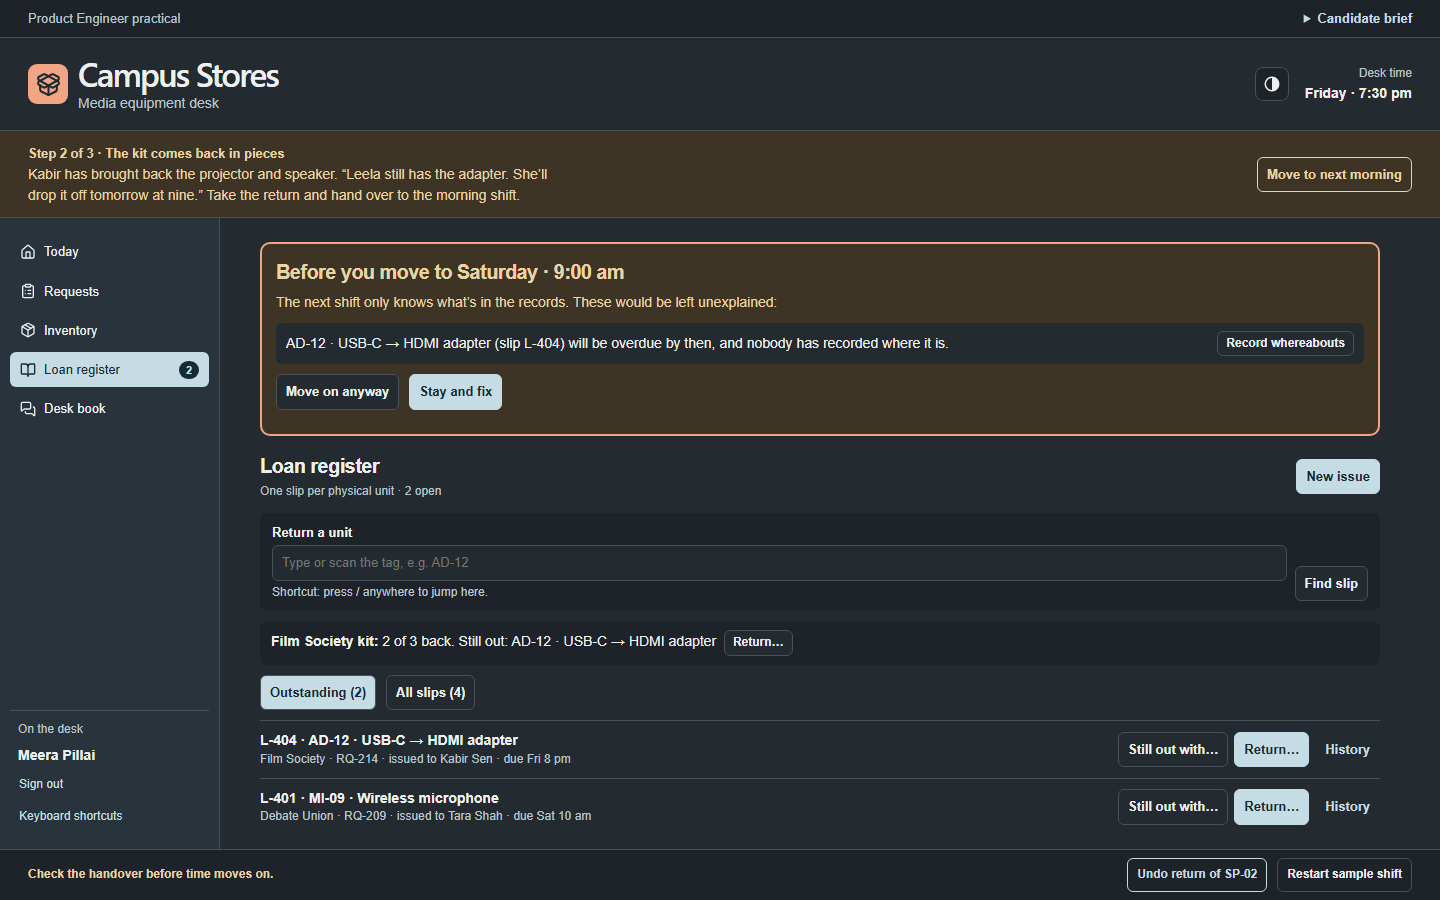 Product Engineer practical
Candidate brief
Campus Stores
Media equipment desk
Desk time
Friday · 7:30 pm
Step 2 of 3 · The kit comes back in pieces
Kabir has brought back the projector and speaker. “Leela still has the adapter. She’ll
drop it off tomorrow at nine.” Take the return and hand over to the morning shift.
Move to next morning
Today
Requests
Inventory
Loan register
2
Desk book
On the desk
Meera Pillai
Sign out
Keyboard shortcuts
Before you move to Saturday · 9:00 am
The next shift only knows what’s in the records. These would be left unexplained:
AD-12 · USB-C → HDMI adapter (slip L-404) will be overdue by then, and nobody has recorded where it is.
Record whereabouts
Move on anyway
Stay and fix
Loan register
One slip per physical unit · 2 open
New issue
Return a unit
Type or scan the tag, e.g. AD-12
Shortcut: press / anywhere to jump here.
Find slip
Film Society kit: 2 of 3 back. Still out: AD-12 · USB-C → HDMI adapter
Return…
Outstanding (2)
All slips (4)
L-404 · AD-12 · USB-C → HDMI adapter
Film Society · RQ-214 · issued to Kabir Sen · due Fri 8 pm
Still out with…
Return…
History
L-401 · MI-09 · Wireless microphone
Debate Union · RQ-209 · issued to Tara Shah · due Sat 10 am
Still out with…
Return…
History
Check the handover before time moves on.
Undo return of SP-02
Restart sample shift